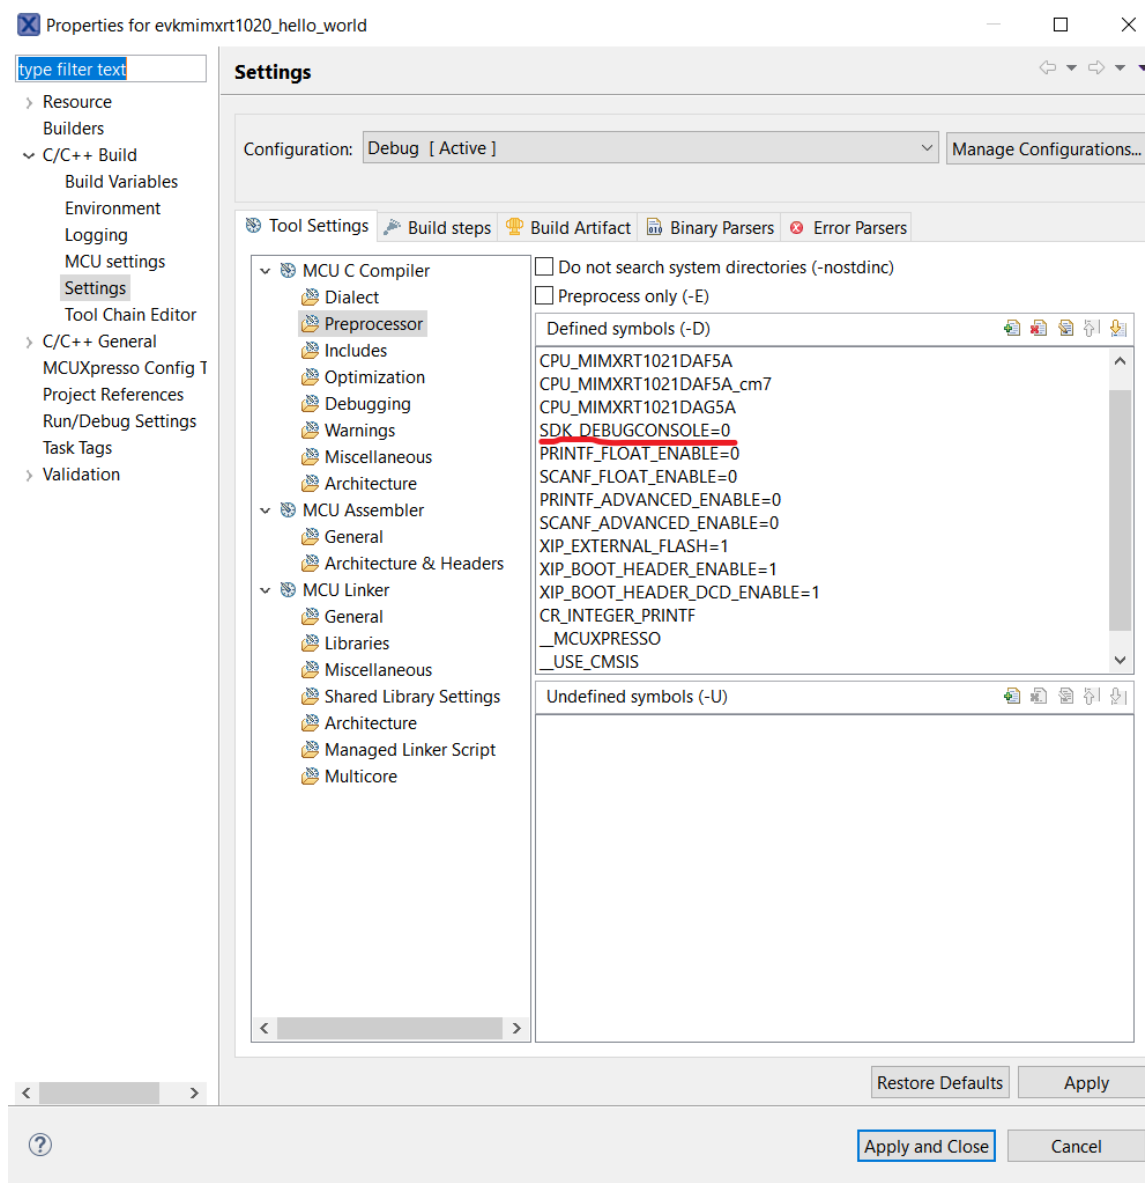 Properties for evkmimxrt1020_hello_world
type filter text
Resource
Builders
C/C++ Build
Build Variables
Environment
Logging
MCU settings
Settings
Tool Chain Editor
C/C++ General
MCUXpresso Config T
Project References
Run/Debug Settings
Task Tags
Validation
Settings
Configuration: Debug [ Active ] Manage Configurations...
Tool Settings Build steps Build Artifact Binary Parsers Error Parsers
MCU C Compiler
Dialect
Preprocessor
Includes
Optimization
Debugging
Warnings
Miscellaneous
Architecture
MCU Assembler
General
Architecture & Headers
MCU Linker
General
Libraries
Miscellaneous
Shared Library Settings
Architecture
Managed Linker Script
Multicore
Do not search system directories (-nostdinc)
Preprocess only (-E)
Defined symbols (-D)
CPU_MIMXRT1021DAF5A
CPU_MIMXRT1021DAF5A_cm7
CPU_MIMXRT1021DAG5A
SDK_DEBUGCONSOLE=0
PRINTF_FLOAT_ENABLE=0
SCANF_FLOAT_ENABLE=0
PRINTF_ADVANCED_ENABLE=0
SCANF_ADVANCED_ENABLE=0
XIP_EXTERNAL_FLASH=1
XIP_BOOT_HEADER_ENABLE=1
XIP_BOOT_HEADER_DCD_ENABLE=1
CR_INTEGER_PRINTF
__MCUXPRESSO
__USE_CMSIS
Undefined symbols (-U)
Restore Defaults Apply
Apply and Close Cancel